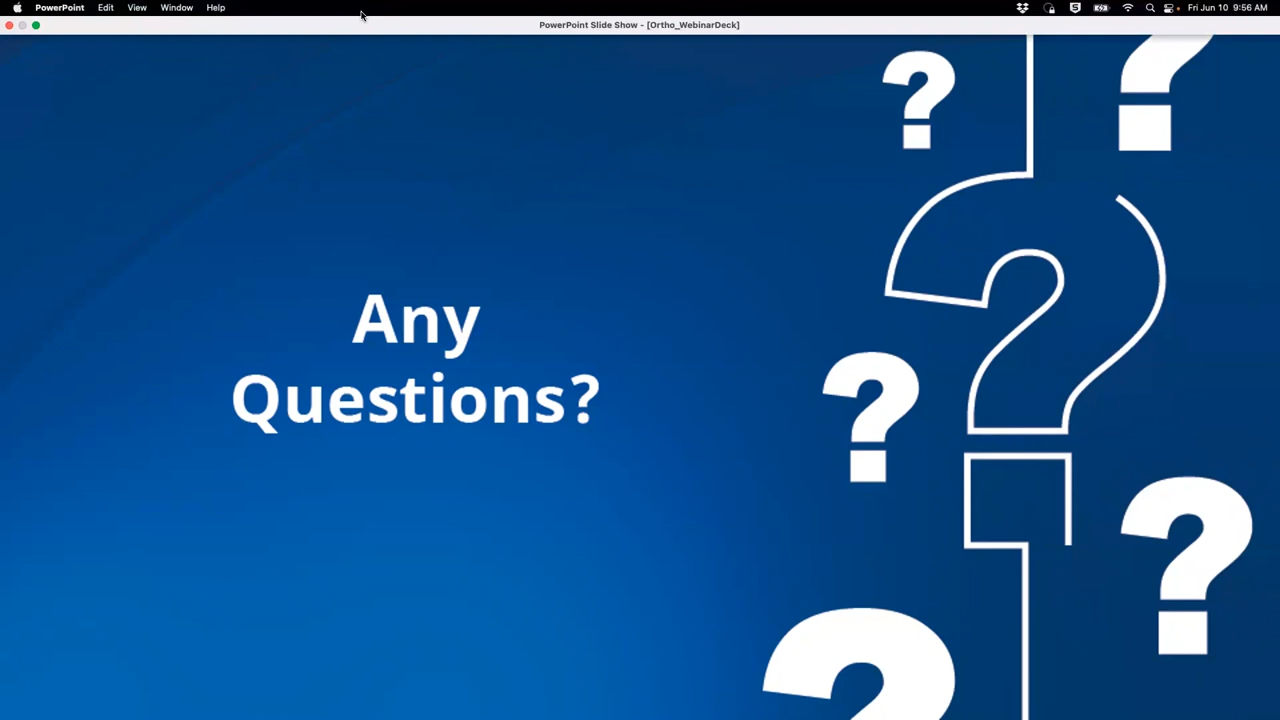 PowerPoint Edit View Window Help Fri Jun 10 9:56 AM
PowerPoint Slide Show - [Ortho_WebinarDeck]
? ?
Any
Questions?
?
?
?
?